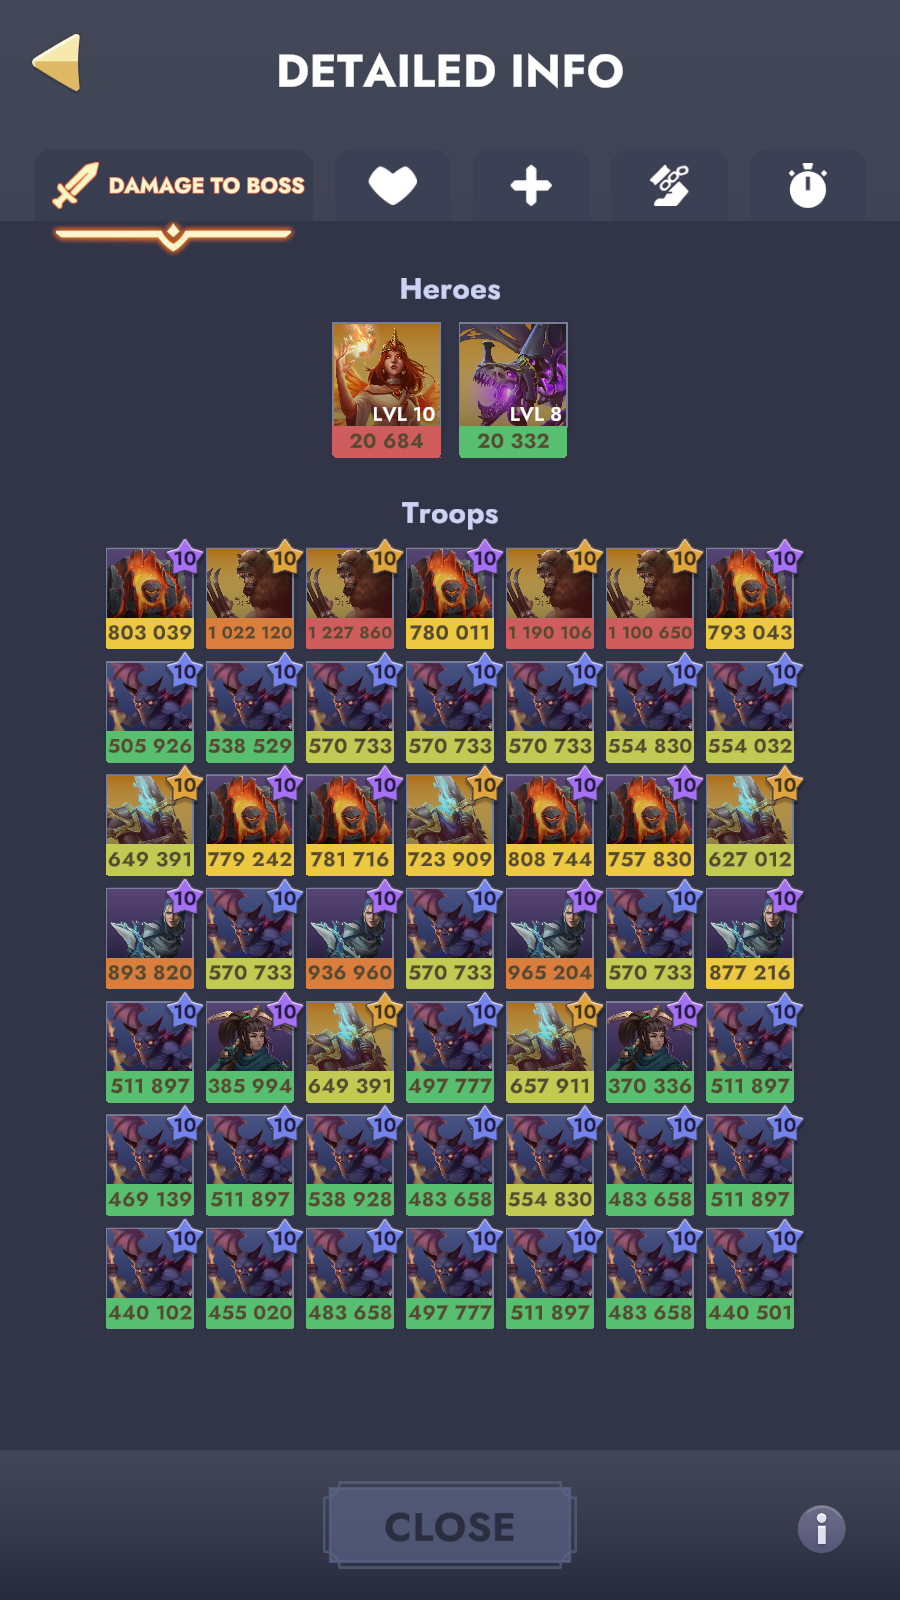 DETAILED INFO
DAMAGE TO BOSS
Heroes
LVL 10 LVL 8
20 684 20 332
Troops
10 10 10 10 10 10 10
803 039 1 022 120 1 227 860 780 011 1 190 106 1 100 650 793 043
10 10 10 10 10 10 10
505 926 538 529 570 733 570 733 570 733 554 830 554 032
10 10 10 10 10 10 10
649 391 779 242 781 716 723 909 808 744 757 830 627 012
10 10 10 10 10 10 10
893 820 570 733 936 960 570 733 965 204 570 733 877 216
10 10 10 10 10 10 10
511 897 385 994 649 391 497 777 657 911 370 336 511 897
10 10 10 10 10 10 10
469 139 511 897 538 928 483 658 554 830 483 658 511 897
10 10 10 10 10 10 10
440 102 455 020 483 658 497 777 511 897 483 658 440 501
CLOSE
i